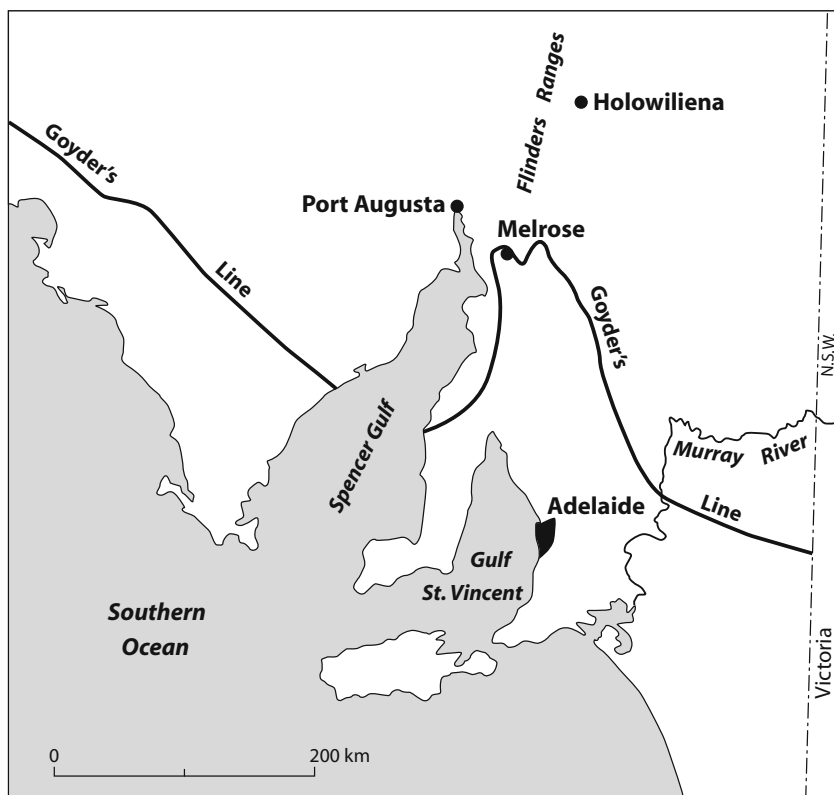 Flinders Ranges
Holowiliena
Goyder's
Line
Port Augusta
Melrose
Goyder's
Line
N.S.W.
Murray River
Spencer Gulf
Adelaide
Gulf
St. Vincent
Southern
Ocean
Victoria
0 200 km